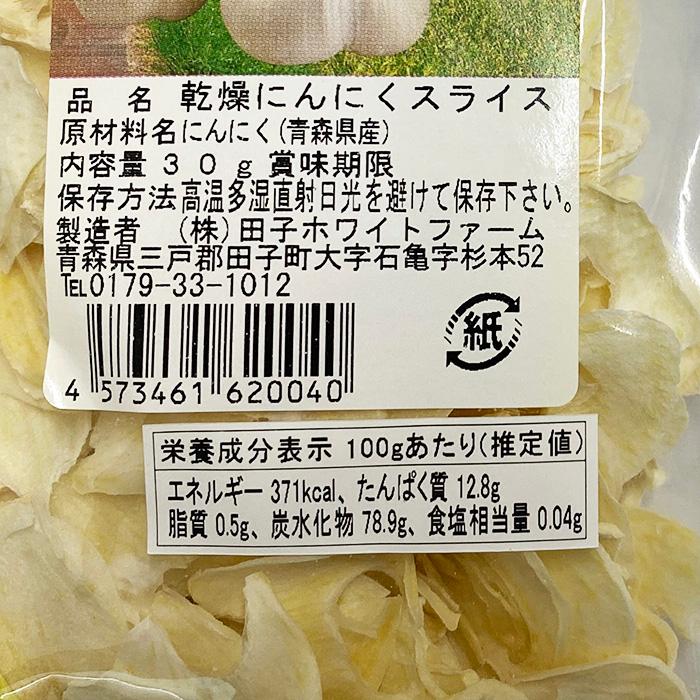 品 名 乾燥にんにくスライス
原材料名にんにく(青森県産)
内容量３０ｇ賞味期限
保存方法高温多湿直射日光を避けて保存下さい。
製造者 (株)田子ホワイトファーム
青森県三戸郡田子町大字石亀字杉本52
℡0179-33-1012
紙
4 573461 620040
栄養成分表示 100gあたり(推定値)
エネルギー 371kcal、たんぱく質 12.8g
脂質 0.5g、炭水化物 78.9g、食塩相当量 0.04g